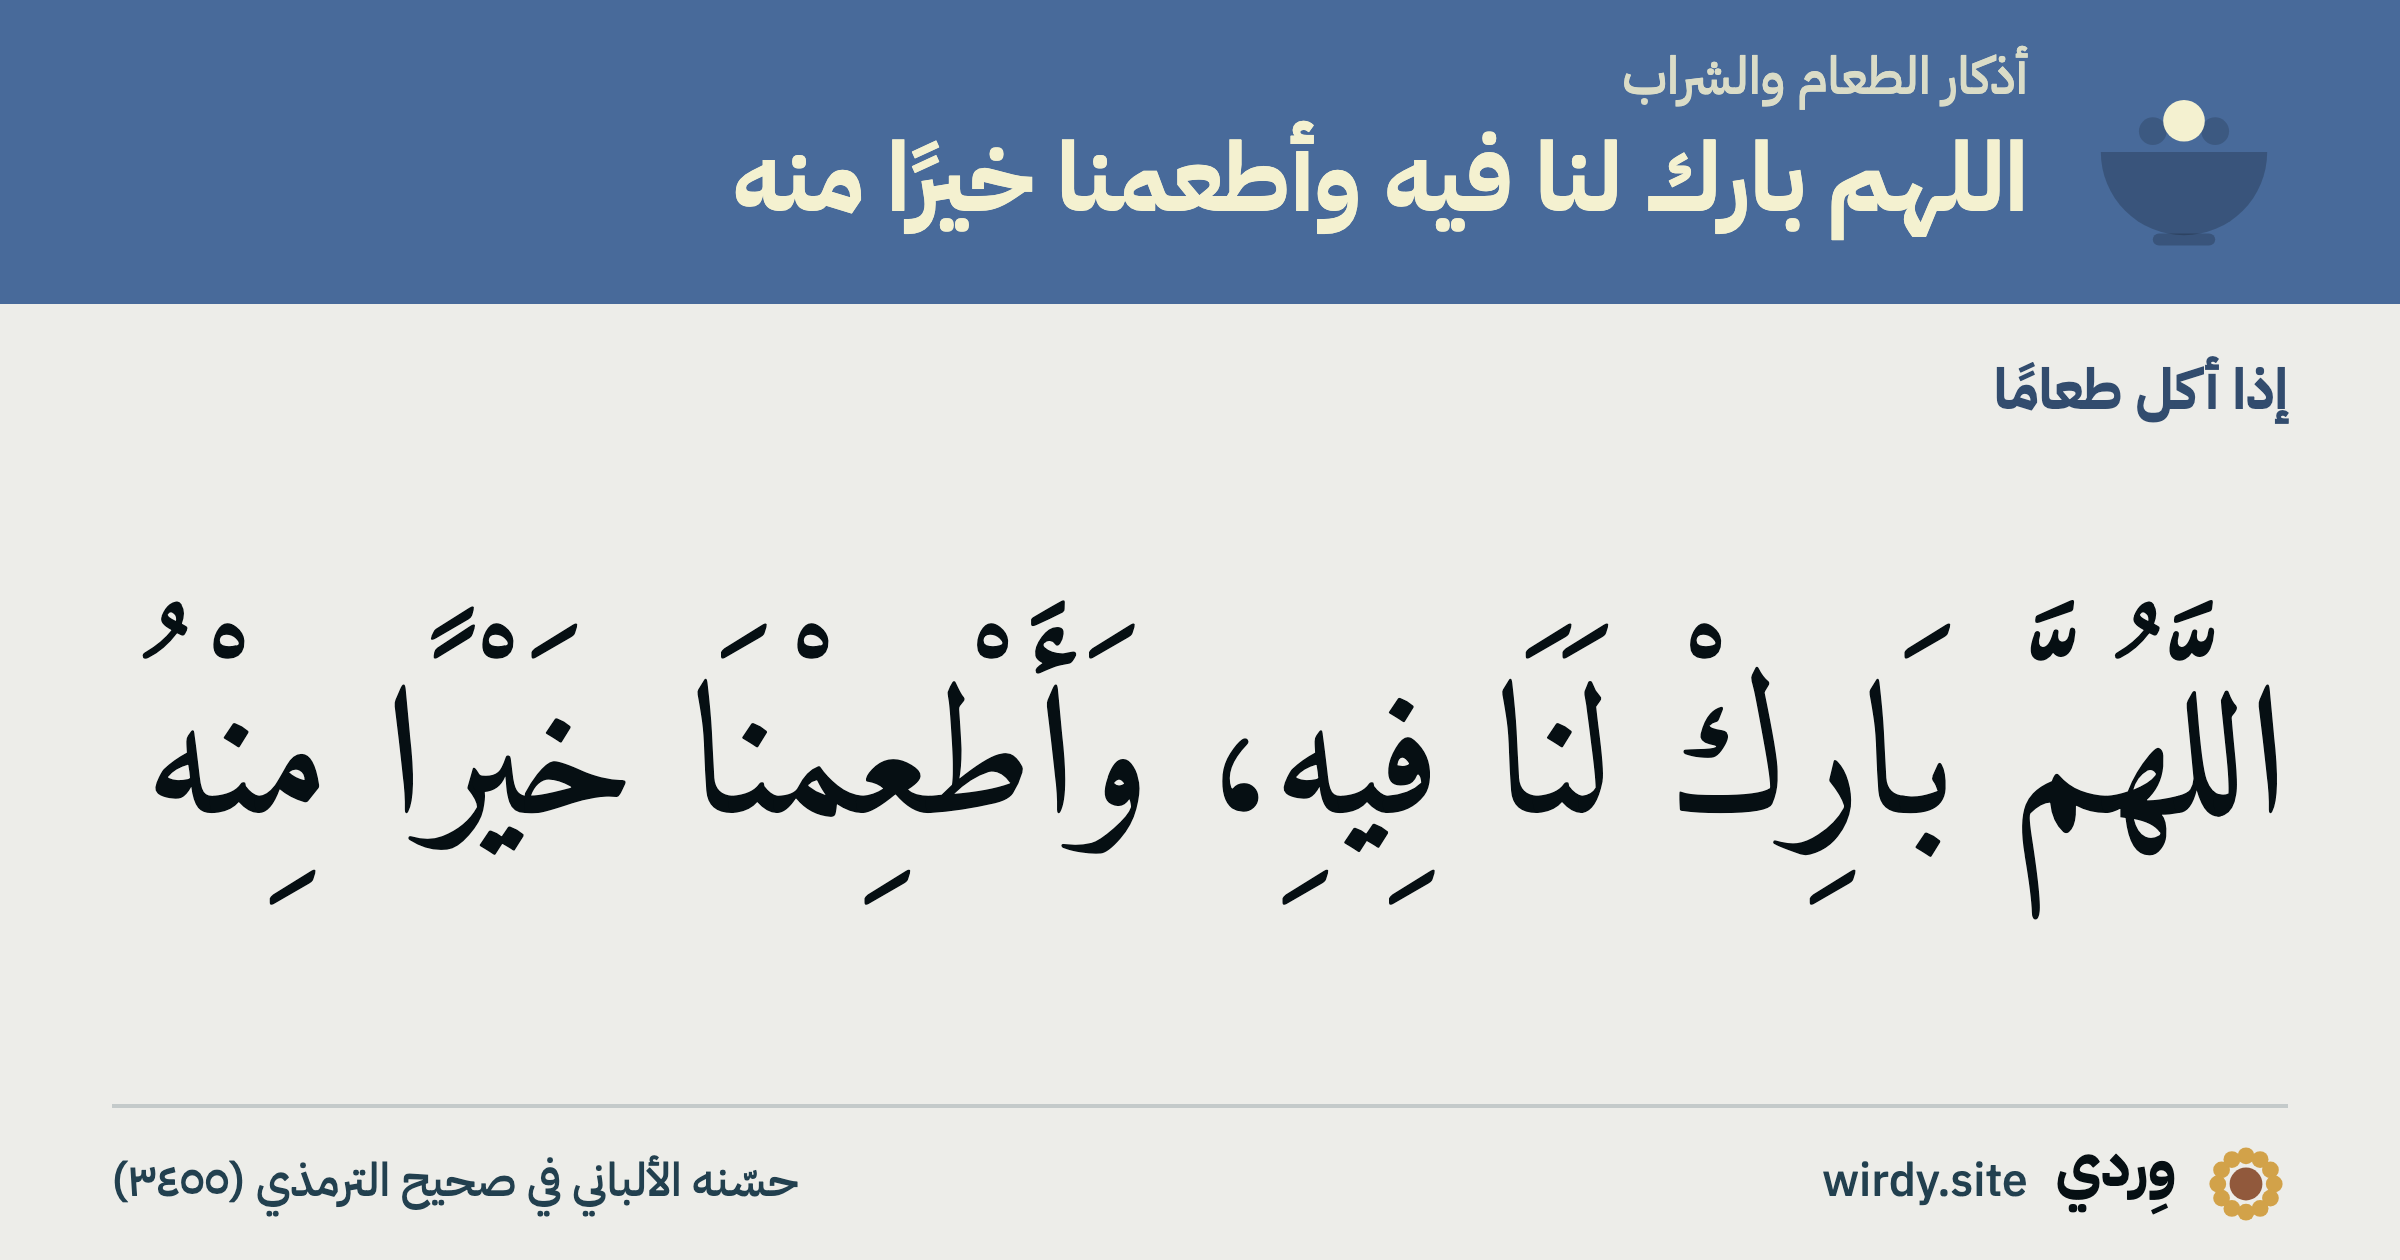 أذكار الطعام والشراب
اللهم بارك لنا فيه وأطعمنا خيرًا منه
إذا أكل طعامًا
اللَّهُمَّ بَارِكْ لَنَا فِيهِ، وَأَطْعِمْنَا خَيْرًا مِنْهُ
وِردي wirdy.site
حسّنه الألباني في صحيح الترمذي (٣٤٥٥)